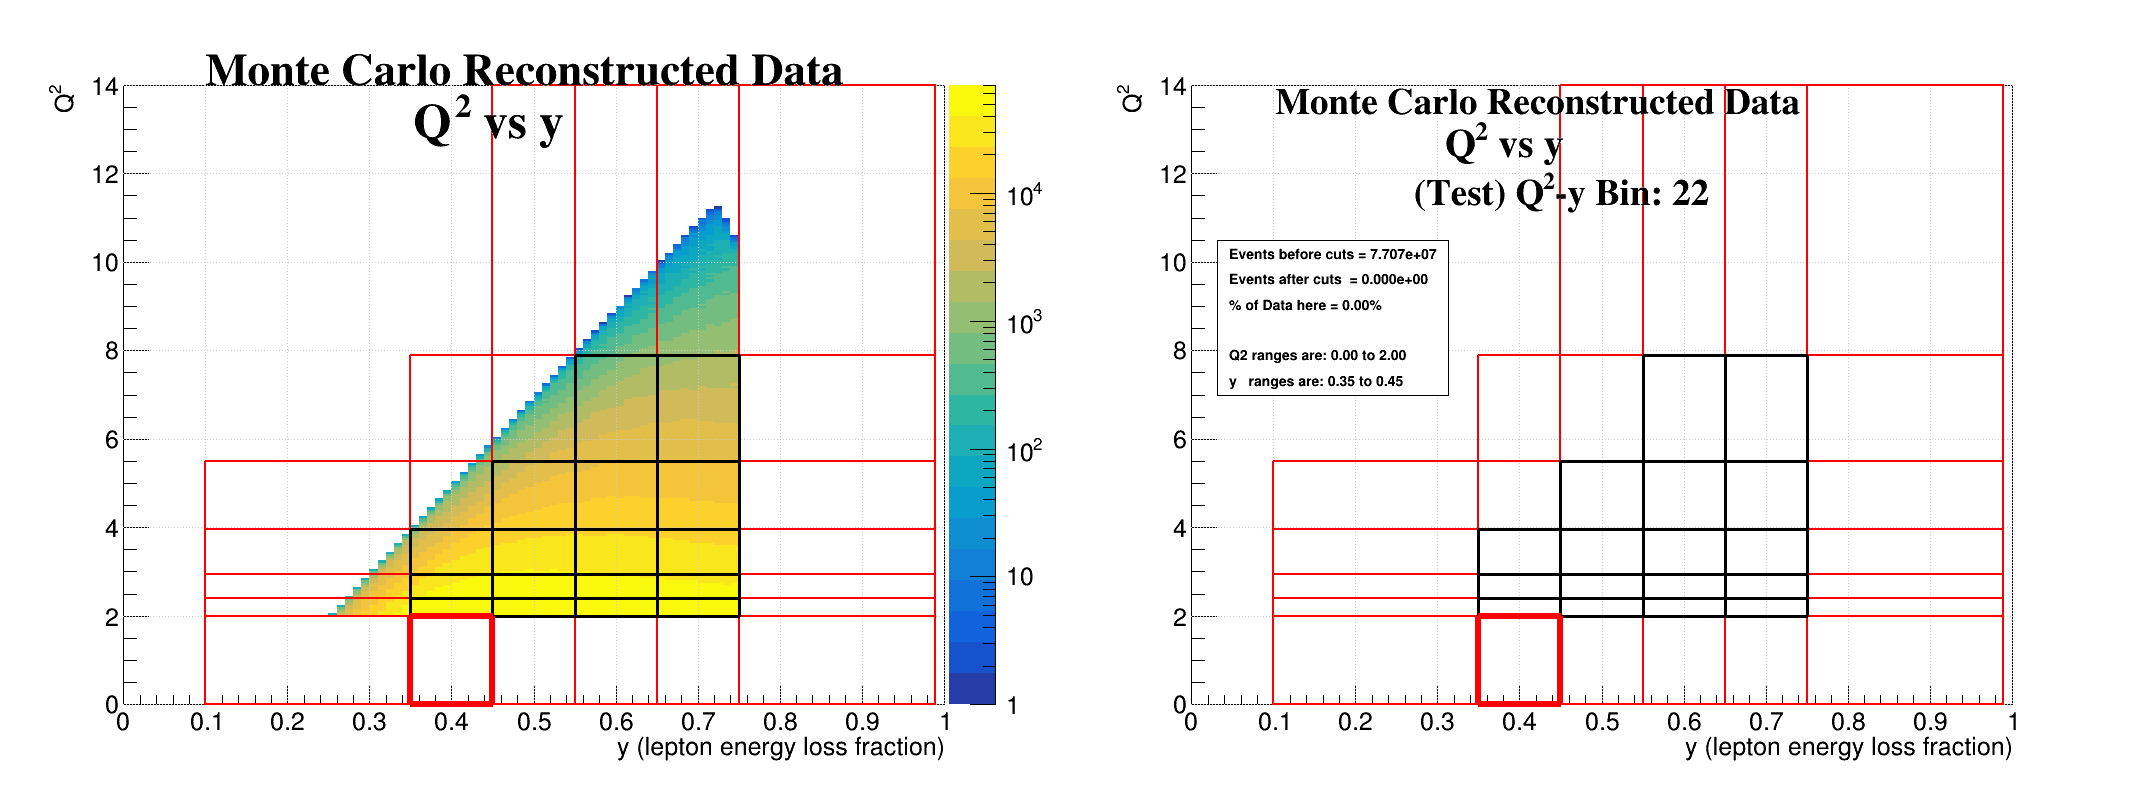 Monte Carlo Reconstructed Data
Q² vs y
Q²
14
12
10
8
6
4
2
0
0 0.1 0.2 0.3 0.4 0.5 0.6 0.7 0.8 0.9 1
y (lepton energy loss fraction)
10⁴
10³
10²
10
1
Monte Carlo Reconstructed Data
Q² vs y
(Test) Q²-y Bin: 22
Q²
14
12
10
8
6
4
2
0
Events before cuts = 7.707e+07
Events after cuts = 0.000e+00
% of Data here = 0.00%
Q2 ranges are: 0.00 to 2.00
y ranges are: 0.35 to 0.45
0 0.1 0.2 0.3 0.4 0.5 0.6 0.7 0.8 0.9 1
y (lepton energy loss fraction)